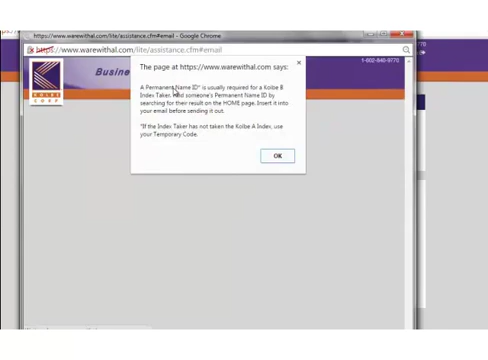 https://www.warewithal.com/lite/assistance.cfm#email - Google Chrome
https://www.warewithal.com/lite/assistance.cfm#email
1-602-840-9770
KOLBE
CORP
Busine
The page at https://www.warewithal.com says:
A Permanent Name ID* is usually required for a Kolbe B
Index Taker. Find someone's Permanent Name ID by
searching for their result on the HOME page. Insert it into
your email before sending it out.
*If the Index Taker has not taken the Kolbe A Index, use
your Temporary Code.
OK